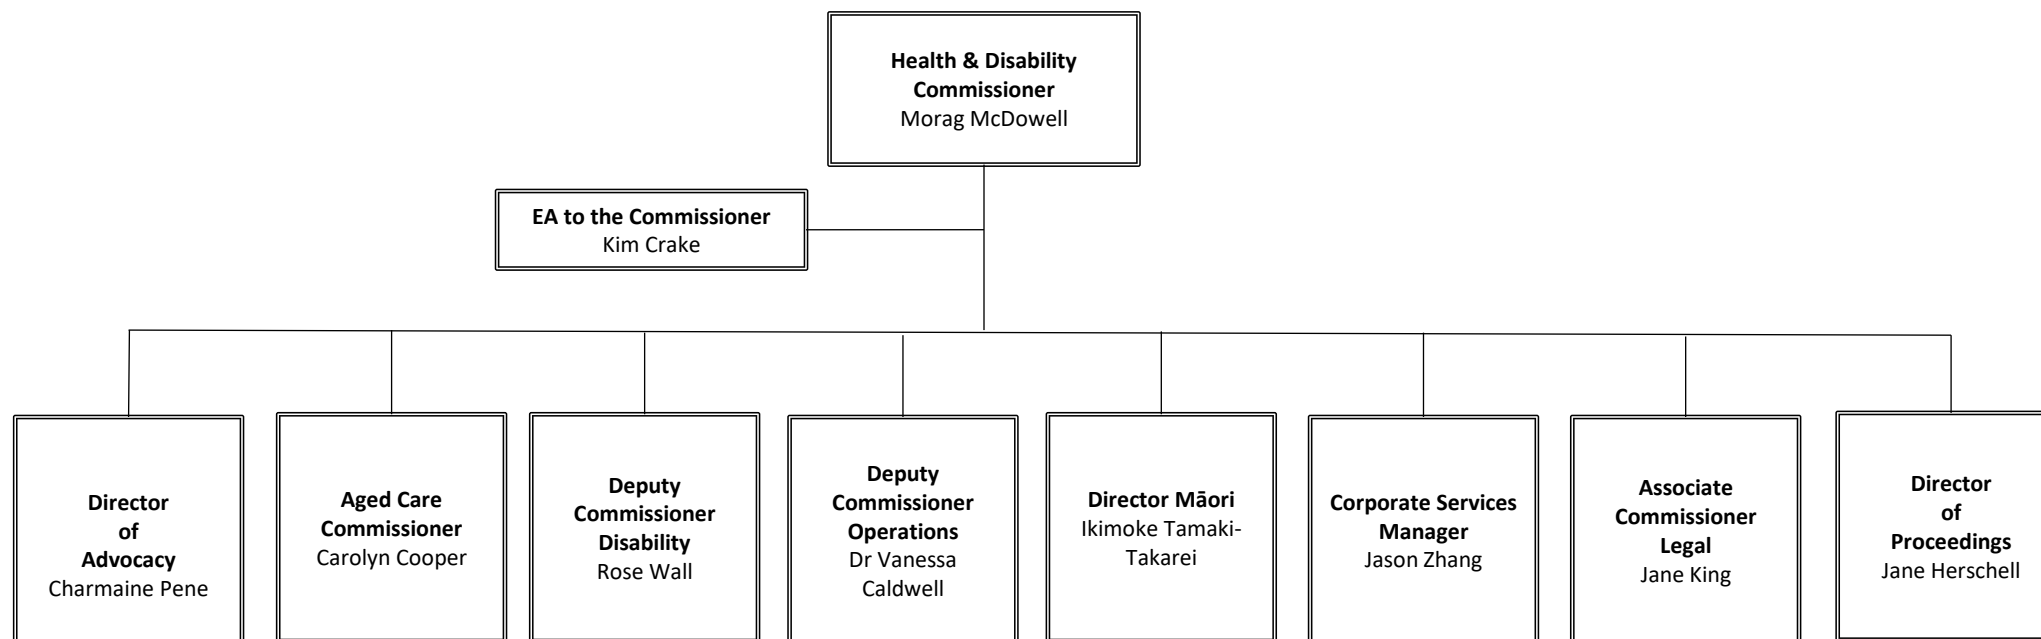 Health & Disability
Commissioner
Morag McDowell
EA to the Commissioner
Kim Crake
Director
of
Advocacy
Charmaine Pene
Aged Care
Commissioner
Carolyn Cooper
Deputy
Commissioner
Disability
Rose Wall
Deputy
Commissioner
Operations
Dr Vanessa
Caldwell
Director Māori
Ikimoke Tamaki-
Takarei
Corporate Services
Manager
Jason Zhang
Associate
Commissioner
Legal
Jane King
Director
of
Proceedings
Jane Herschell